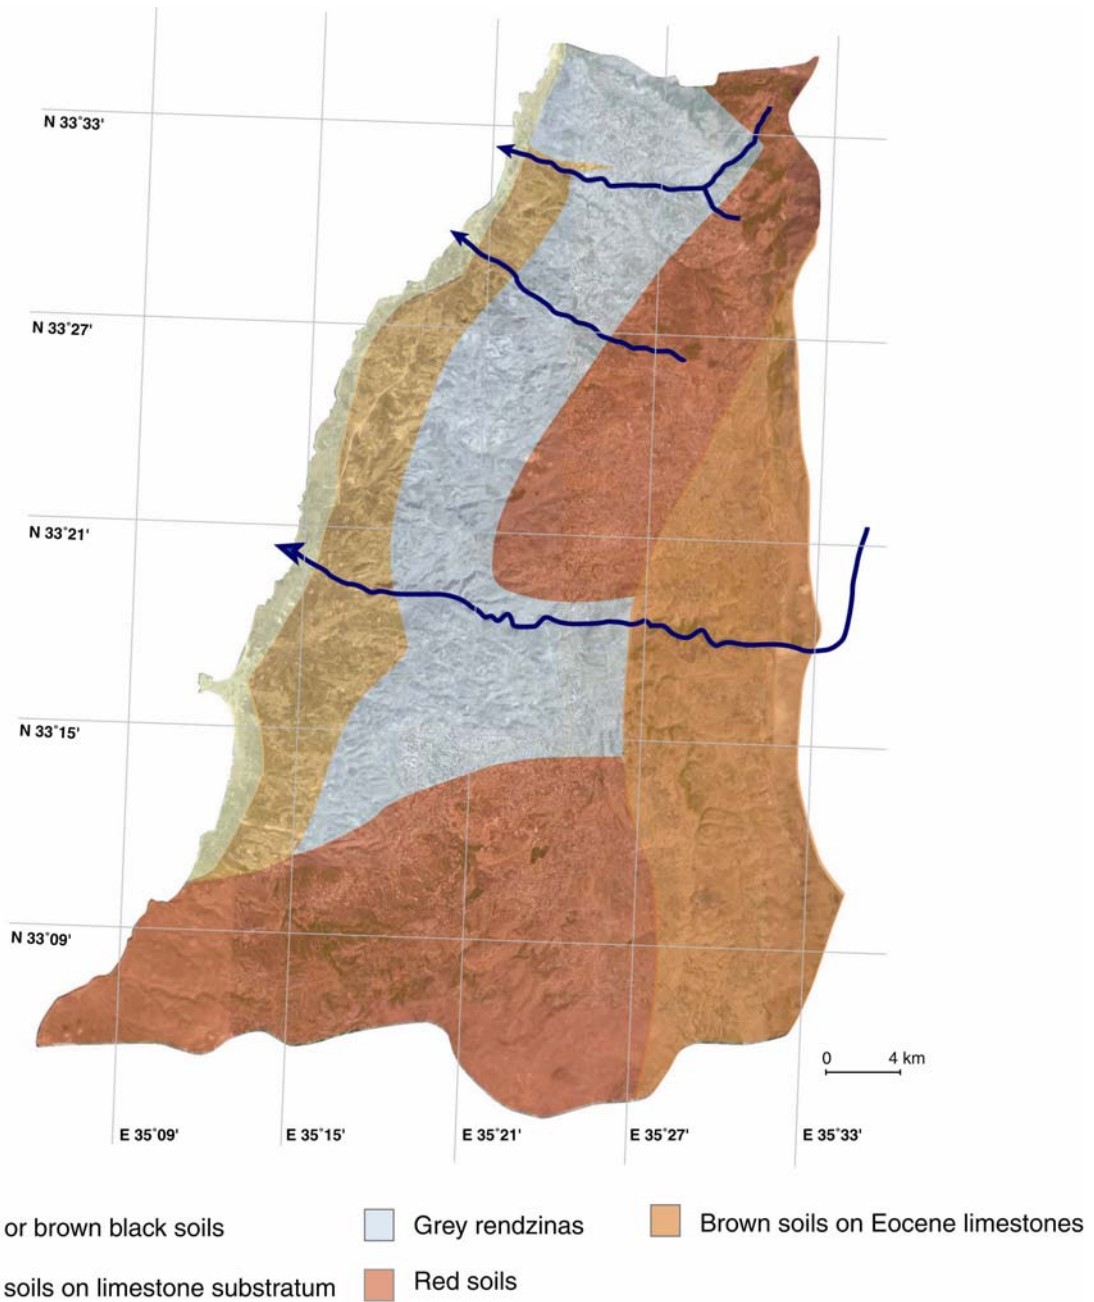 N 33°33'
N 33°27'
N 33°21'
N 33°15'
N 33°09'
0 4 km
E 35°09' E 35°15' E 35°21' E 35°27' E 35°33'
or brown black soils Grey rendzinas Brown soils on Eocene limestones
soils on limestone substratum Red soils